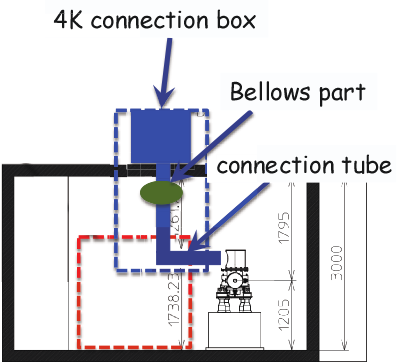 4K connection box
Bellows part
connection tube
1795
3000
1738.23
1205